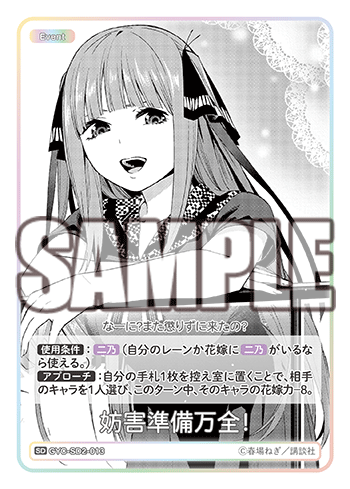 Event
SAMPLE
なーに?また懲りずに来たの?
使用条件：二乃（自分のレーンか花嫁に 二乃 がいるな
ら使える。）
アプローチ：自分の手札1枚を控え室に置くことで、相手
のキャラを1人選び、このターン中、そのキャラの花嫁力-8。
妨害準備万全!
SD GYC-SD2-013
©春場ねぎ／講談社